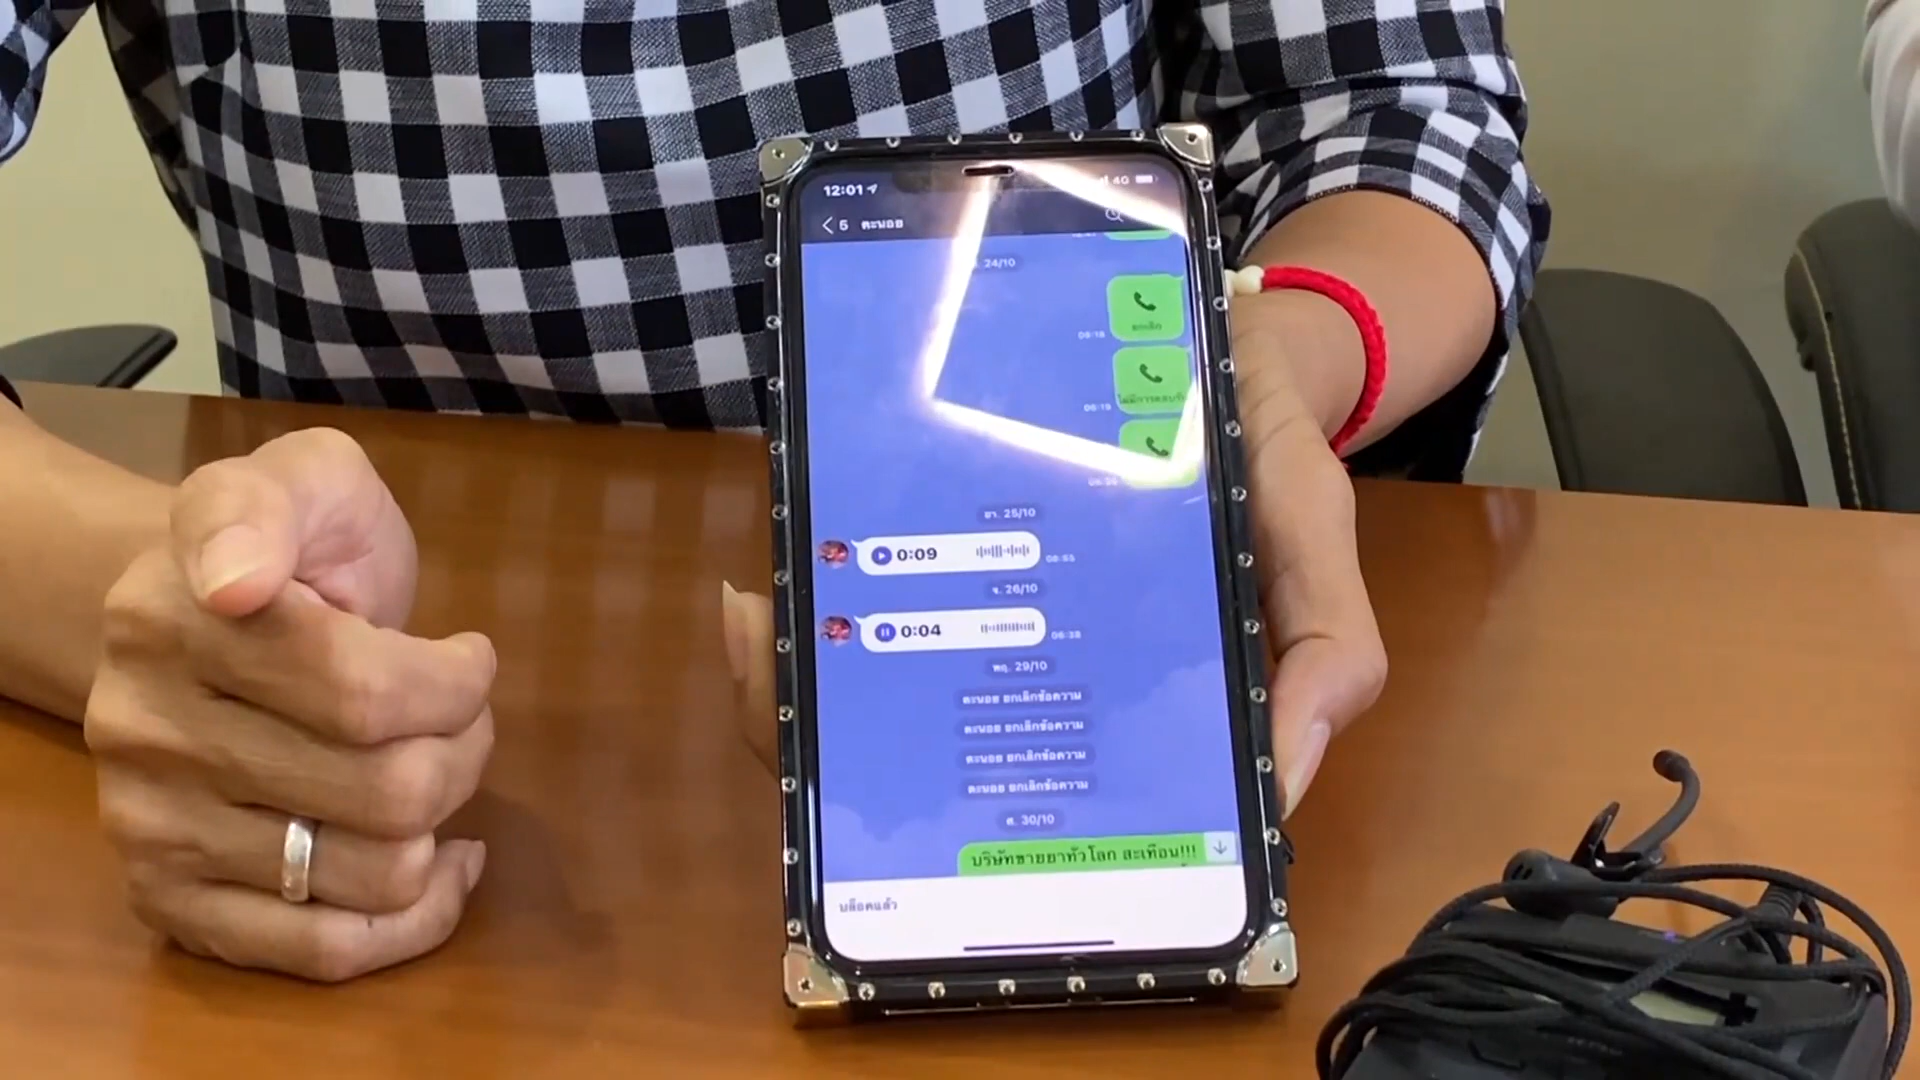 12:01
4G
5 ตะนอย
24/10
ยกเลิก
06:19
ไม่มีการตอบรับ
06:19
อา. 25/10
0:09
จ. 26/10
0:04
06:38
พฤ. 29/10
ตะนอย ยกเลิกข้อความ
ตะนอย ยกเลิกข้อความ
ตะนอย ยกเลิกข้อความ
ตะนอย ยกเลิกข้อความ
ศ. 30/10
บริษัทขายยาทั่วโลก สะเทือน!!!
บล็อคแล้ว